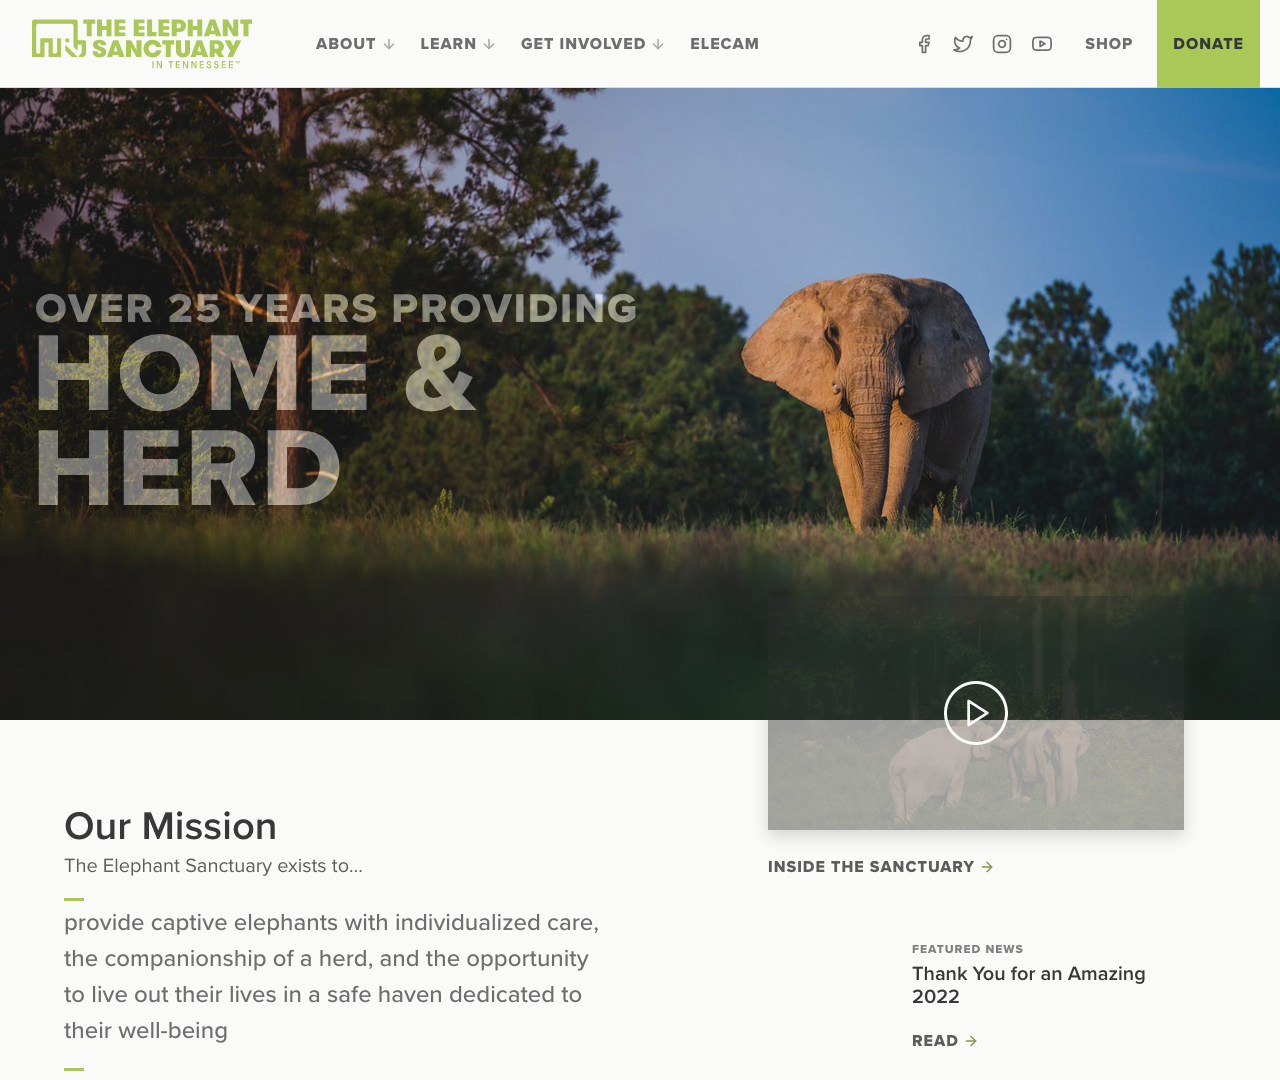 THE ELEPHANT
SANCTUARY
IN TENNESSEE™
ABOUT
LEARN
GET INVOLVED
ELECAM
SHOP
DONATE
OVER 25 YEARS PROVIDING
HOME &
HERD
Our Mission
The Elephant Sanctuary exists to...
provide captive elephants with individualized care,
the companionship of a herd, and the opportunity
to live out their lives in a safe haven dedicated to
their well-being
INSIDE THE SANCTUARY
FEATURED NEWS
Thank You for an Amazing
2022
READ